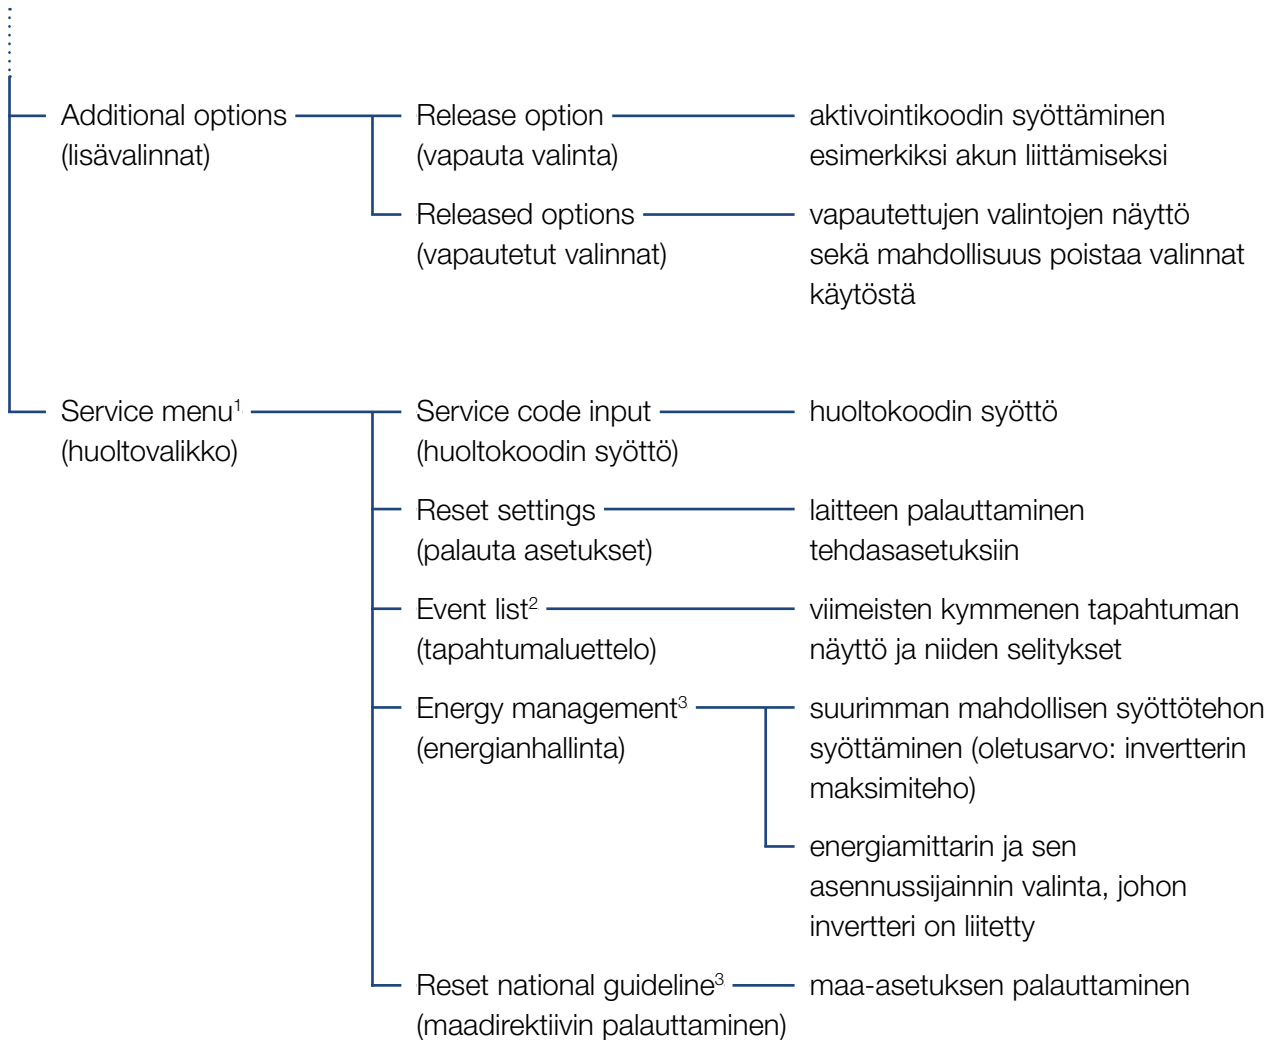 Additional options
(lisävalinnat)
Release option
(vapauta valinta)
aktivointikoodin syöttäminen
esimerkiksi akun liittämiseksi
Released options
(vapautetut valinnat)
vapautettujen valintojen näyttö
sekä mahdollisuus poistaa valinnat
käytöstä
Service menu¹
(huoltovalikko)
Service code input
(huoltokoodin syöttö)
huoltokoodin syöttö
Reset settings
(palauta asetukset)
laitteen palauttaminen
tehdasasetuksiin
Event list²
(tapahtumaluettelo)
viimeisten kymmenen tapahtuman
näyttö ja niiden selitykset
Energy management³
(energianhallinta)
suurimman mahdollisen syöttötehon
syöttäminen (oletusarvo: invertterin
maksimiteho)
energiamittarin ja sen
asennussijainnin valinta, johon
invertteri on liitetty
Reset national guideline³
(maadirektiivin palauttaminen)
maa-asetuksen palauttaminen